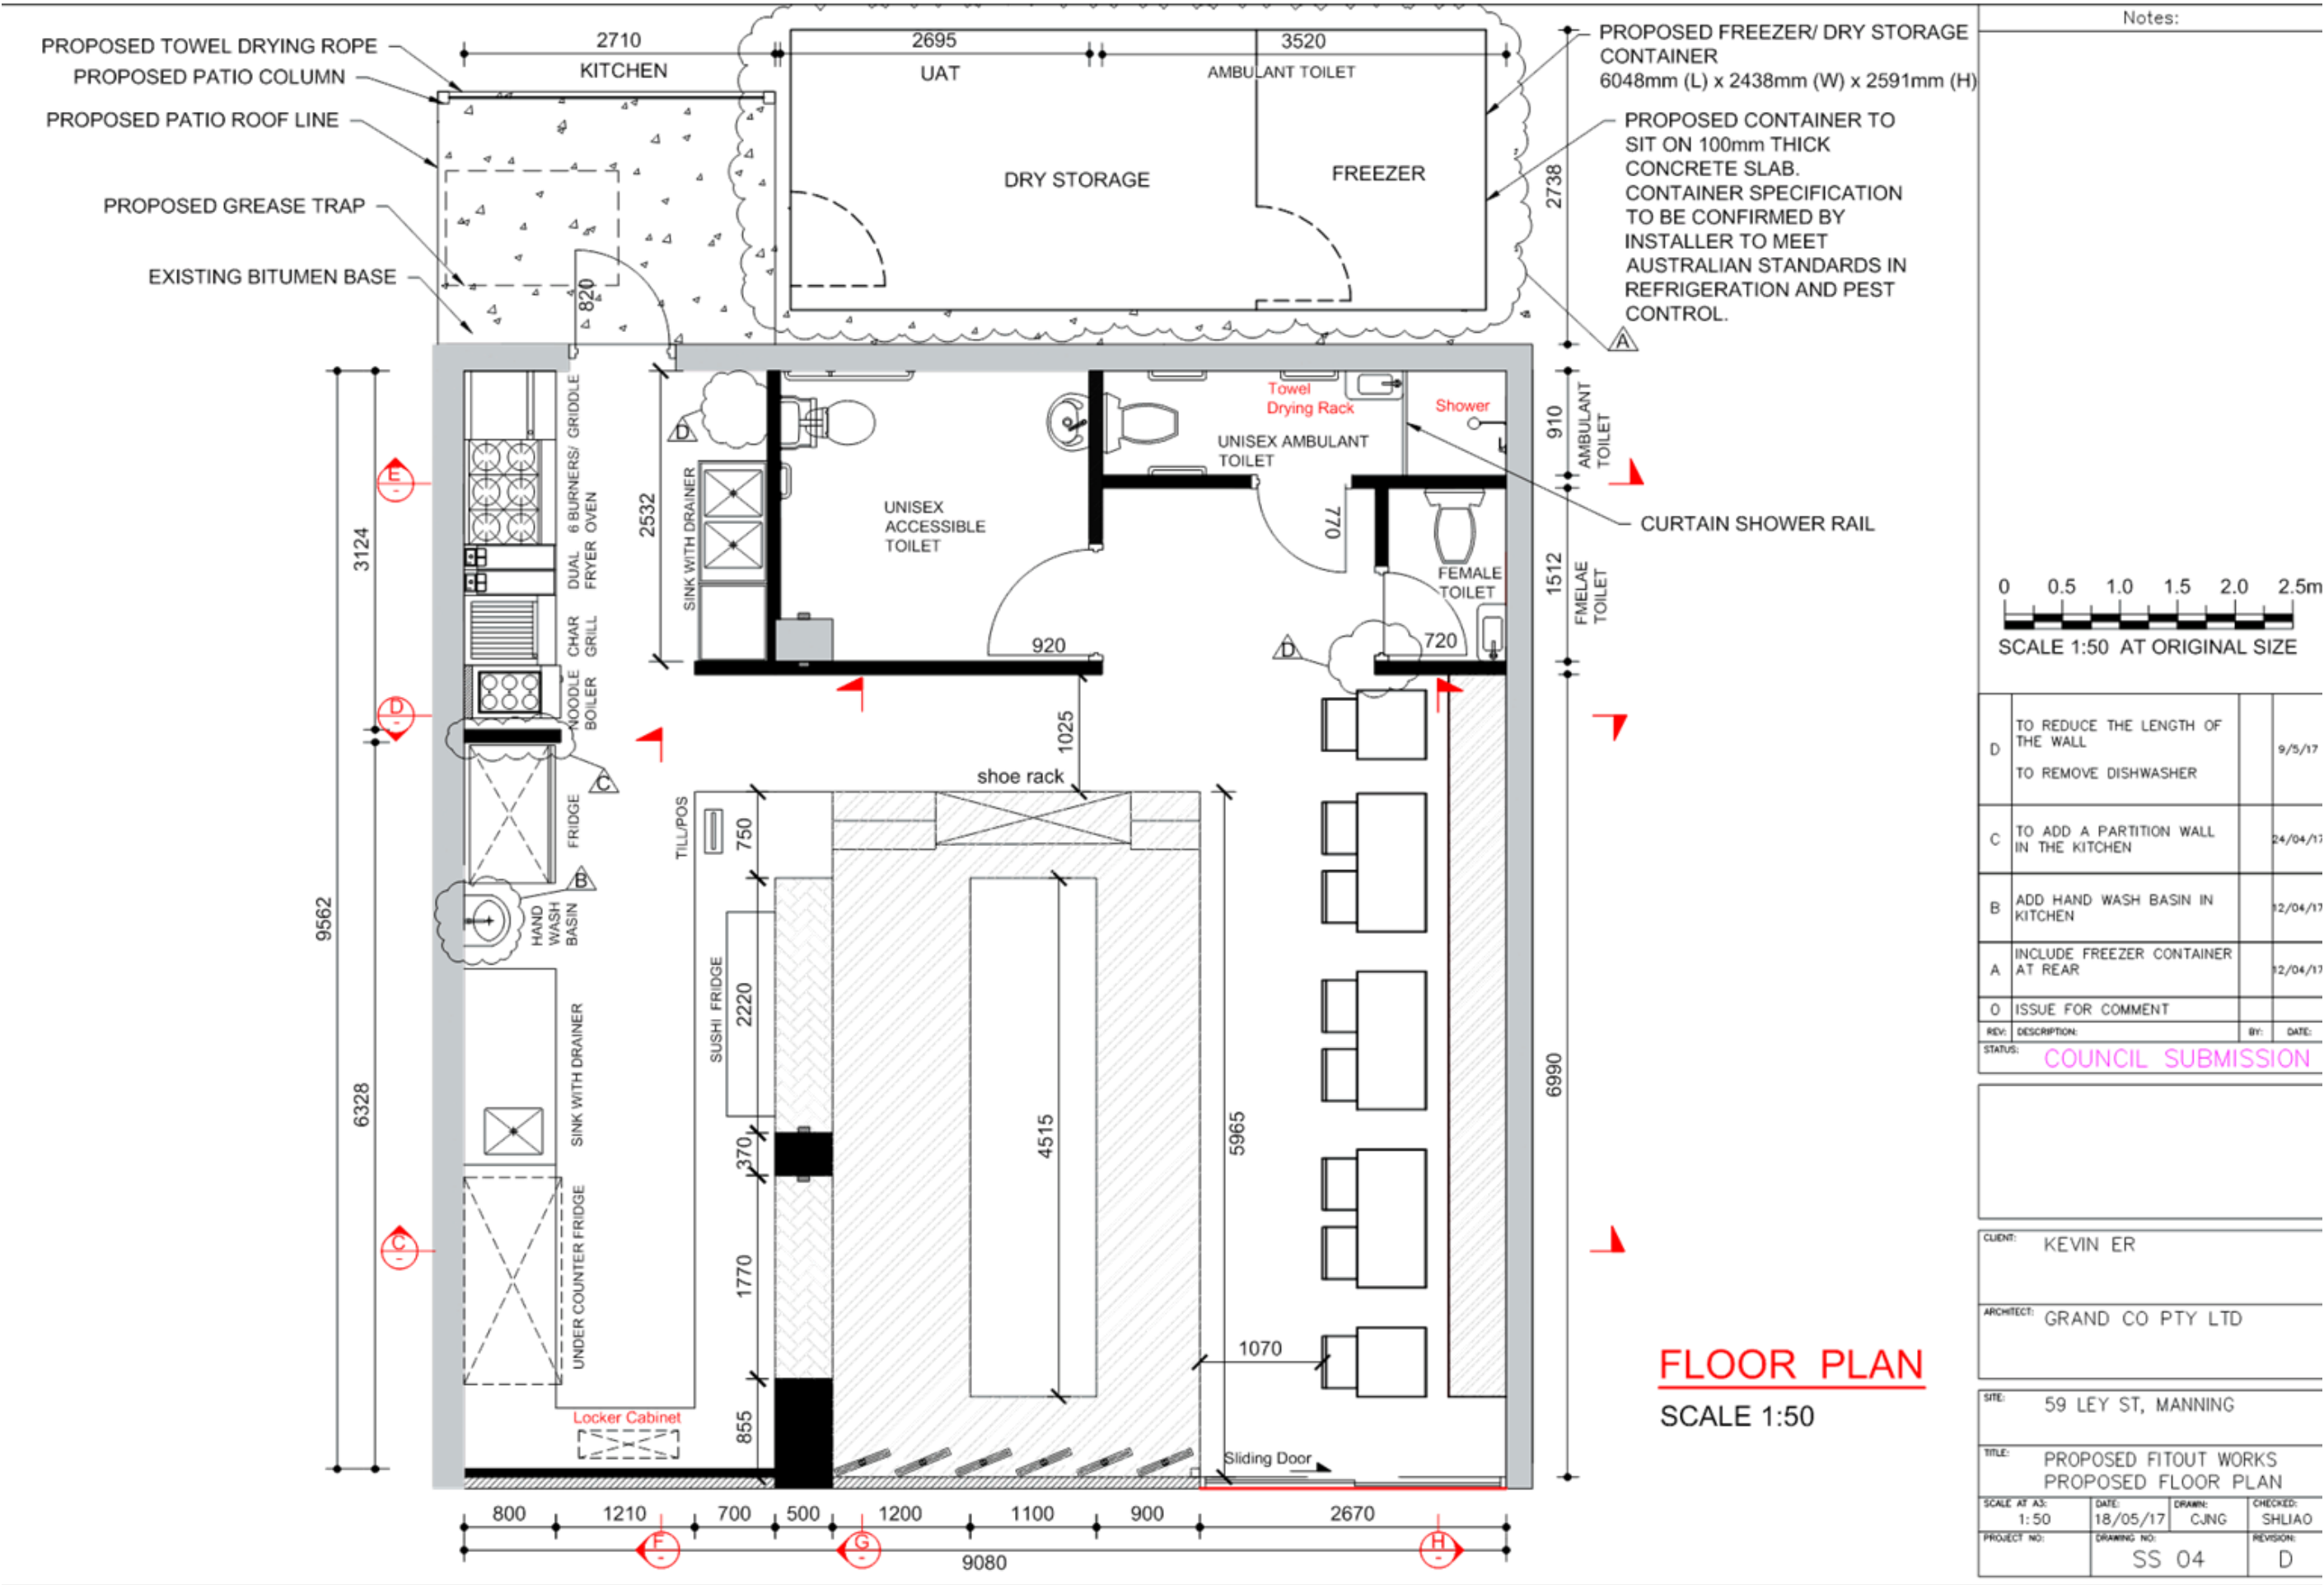 Notes:
PROPOSED TOWEL DRYING ROPE
PROPOSED PATIO COLUMN
PROPOSED PATIO ROOF LINE
PROPOSED GREASE TRAP
EXISTING BITUMEN BASE
2710
KITCHEN
2695
UAT
3520
AMBULANT TOILET
DRY STORAGE
FREEZER
2738
PROPOSED FREEZER/ DRY STORAGE
CONTAINER
6048mm (L) x 2438mm (W) x 2591mm (H)
PROPOSED CONTAINER TO
SIT ON 100mm THICK
CONCRETE SLAB.
CONTAINER SPECIFICATION
TO BE CONFIRMED BY
INSTALLER TO MEET
AUSTRALIAN STANDARDS IN
REFRIGERATION AND PEST
CONTROL.
A
820
E
-
D
-
C
-
3124
9562
6328
6 BURNERS/ GRIDDLE
OVEN
DUAL
FRYER
CHAR
GRILL
NOODLE
BOILER
2532
D
SINK WITH DRAINER
UNISEX
ACCESSIBLE
TOILET
920
Towel
Drying Rack
Shower
UNISEX AMBULANT
TOILET
770
FEMALE
TOILET
720
D
910
AMBULANT
TOILET
1512
FMELAE
TOILET
CURTAIN SHOWER RAIL
C
FRIDGE
B
HAND
WASH
BASIN
SINK WITH DRAINER
UNDER COUNTER FRIDGE
Locker Cabinet
TILL/POS
SUSHI FRIDGE
750
2220
370
1770
855
shoe rack
1025
4515
5965
1070
6990
Sliding Door
800
1210
700
500
1200
1100
900
2670
F
-
G
-
H
-
9080
FLOOR PLAN
SCALE 1:50
0 0.5 1.0 1.5 2.0 2.5m
SCALE 1:50 AT ORIGINAL SIZE
D TO REDUCE THE LENGTH OF
THE WALL 9/5/17
TO REMOVE DISHWASHER
C TO ADD A PARTITION WALL
IN THE KITCHEN 24/04/17
B ADD HAND WASH BASIN IN
KITCHEN 12/04/17
A INCLUDE FREEZER CONTAINER
AT REAR 12/04/17
0 ISSUE FOR COMMENT
REV: DESCRIPTION: BY: DATE:
STATUS: COUNCIL SUBMISSION
CLIENT: KEVIN ER
ARCHITECT: GRAND CO PTY LTD
SITE: 59 LEY ST, MANNING
TITLE: PROPOSED FITOUT WORKS
PROPOSED FLOOR PLAN
SCALE AT A3: DATE: DRAWN: CHECKED:
1:50 18/05/17 CJNG SHLIAO
PROJECT NO: DRAWING NO: REVISION:
SS 04 D